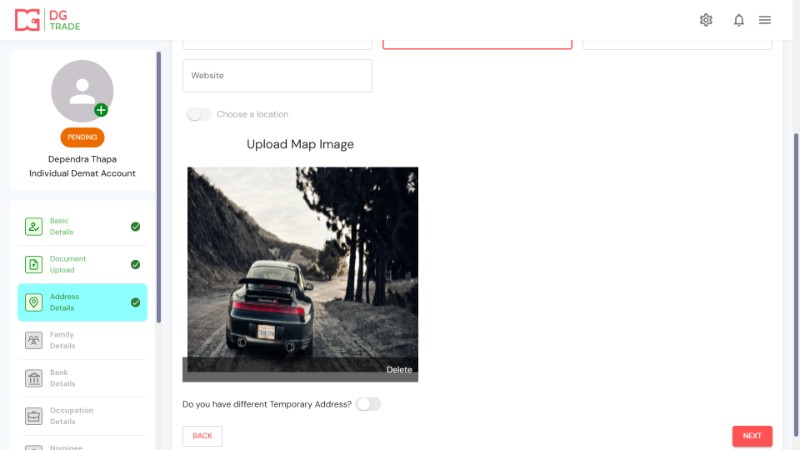 DG
TRADE
Website
Choose a location
Upload Map Image
PENDING
Dependra Thapa
Individual Demat Account
Basic
Details
Document
Upload
Address
Details
Family
Details
Bank
Details
Occupation
Details
Nominee
Delete
Do you have different Temporary Address?
BACK
NEXT